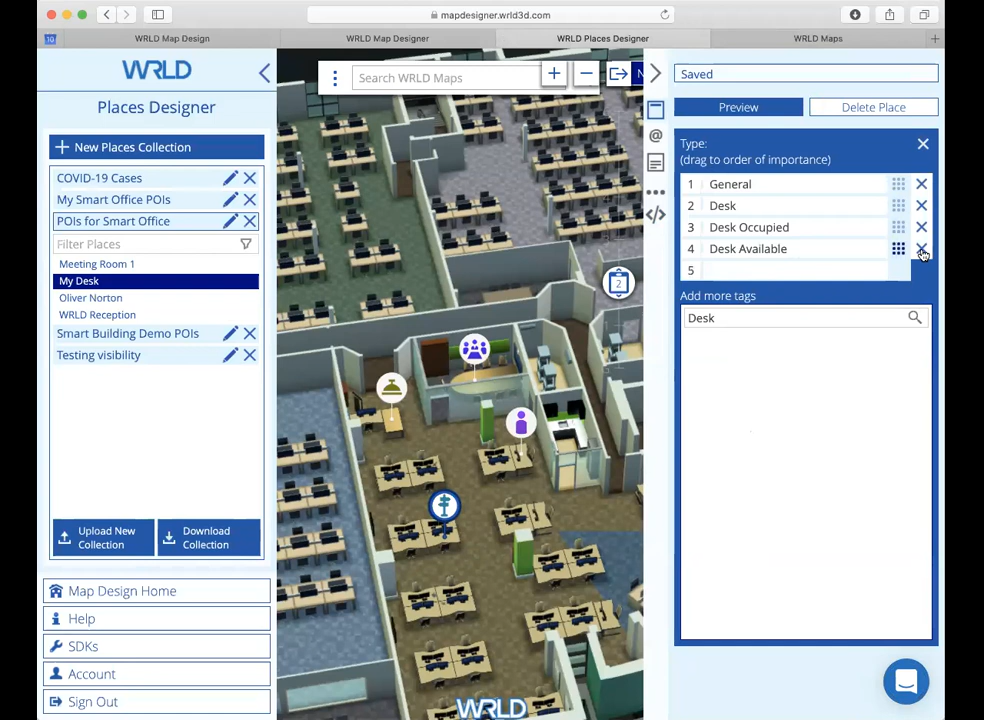 mapdesigner.wrld3d.com
10
WRLD Map Design
WRLD Map Designer
WRLD Places Designer
WRLD Maps
WRLD
Places Designer
New Places Collection
COVID-19 Cases
My Smart Office POIs
POIs for Smart Office
Filter Places
Meeting Room 1
My Desk
Oliver Norton
WRLD Reception
Smart Building Demo POIs
Testing visibility
Upload New
Collection
Download
Collection
Map Design Home
Help
SDKs
Account
Sign Out
Search WRLD Maps
N
2
WRLD
Saved
Preview
Delete Place
Type:
(drag to order of importance)
1 General
2 Desk
3 Desk Occupied
4 Desk Available
5
Add more tags
Desk